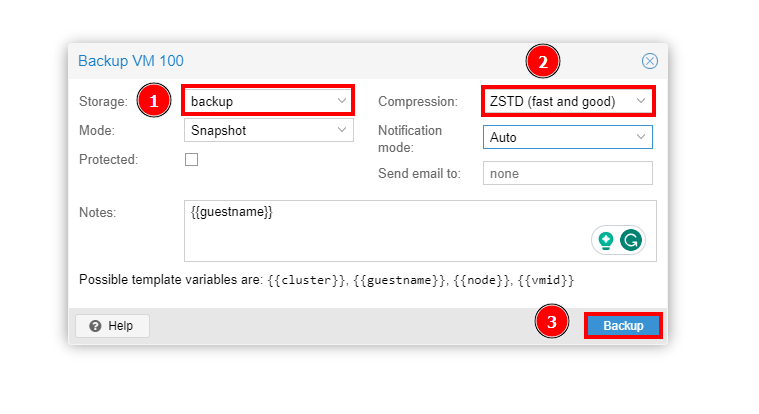 2
Backup VM 100
Storage: 1 backup Compression: ZSTD (fast and good)
Mode: Snapshot Notification mode: Auto
Protected:
Send email to: none
Notes: {{guestname}}
Possible template variables are: {{cluster}}, {{guestname}}, {{node}}, {{vmid}}
? Help 3 Backup